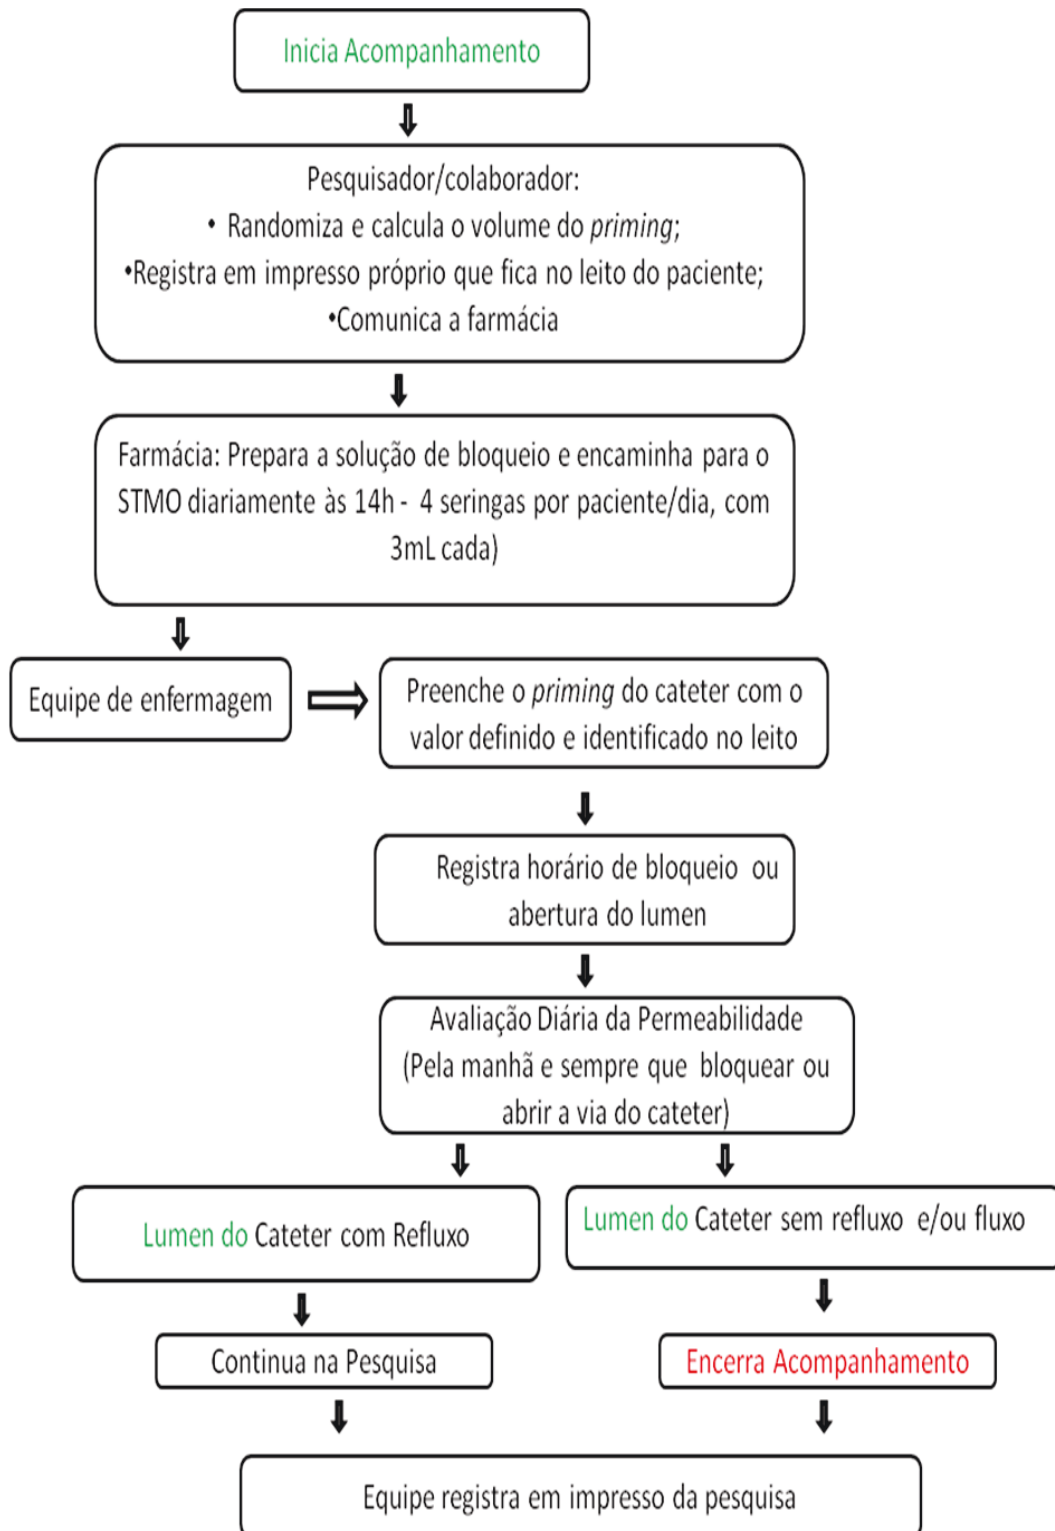 Inicia Acompanhamento
Pesquisador/colaborador:
• Randomiza e calcula o volume do priming;
•Registra em impresso próprio que fica no leito do paciente;
•Comunica a farmácia
Farmácia: Prepara a solução de bloqueio e encaminha para o
STMO diariamente às 14h - 4 seringas por paciente/dia, com
3mL cada)
Equipe de enfermagem
Preenche o priming do cateter com o
valor definido e identificado no leito
Registra horário de bloqueio ou
abertura do lumen
Avaliação Diária da Permeabilidade
(Pela manhã e sempre que bloquear ou
abrir a via do cateter)
Lumen do Cateter com Refluxo
Lumen do Cateter sem refluxo e/ou fluxo
Continua na Pesquisa
Encerra Acompanhamento
Equipe registra em impresso da pesquisa